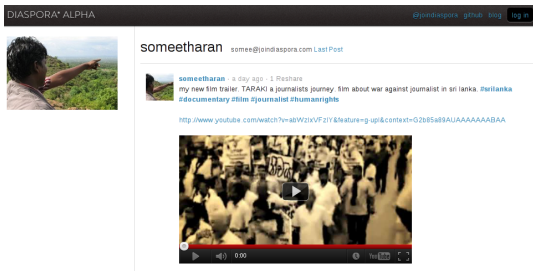 DIASPORA* ALPHA
@joindiaspora github blog log in
someetharan somee@joindiaspora.com Last Post
someetharan - a day ago - 1 Reshare
my new film trailer. TARAKI a journalists journey. film about war against journalist in sri lanka. #srilanka
#documentary #film #journalist #humanrights
http://www.youtube.com/watch?v=abWzIxVFzIY&feature=g-upl&context=G2b85a89AUAAAAAAABAA
0:00
YouTube